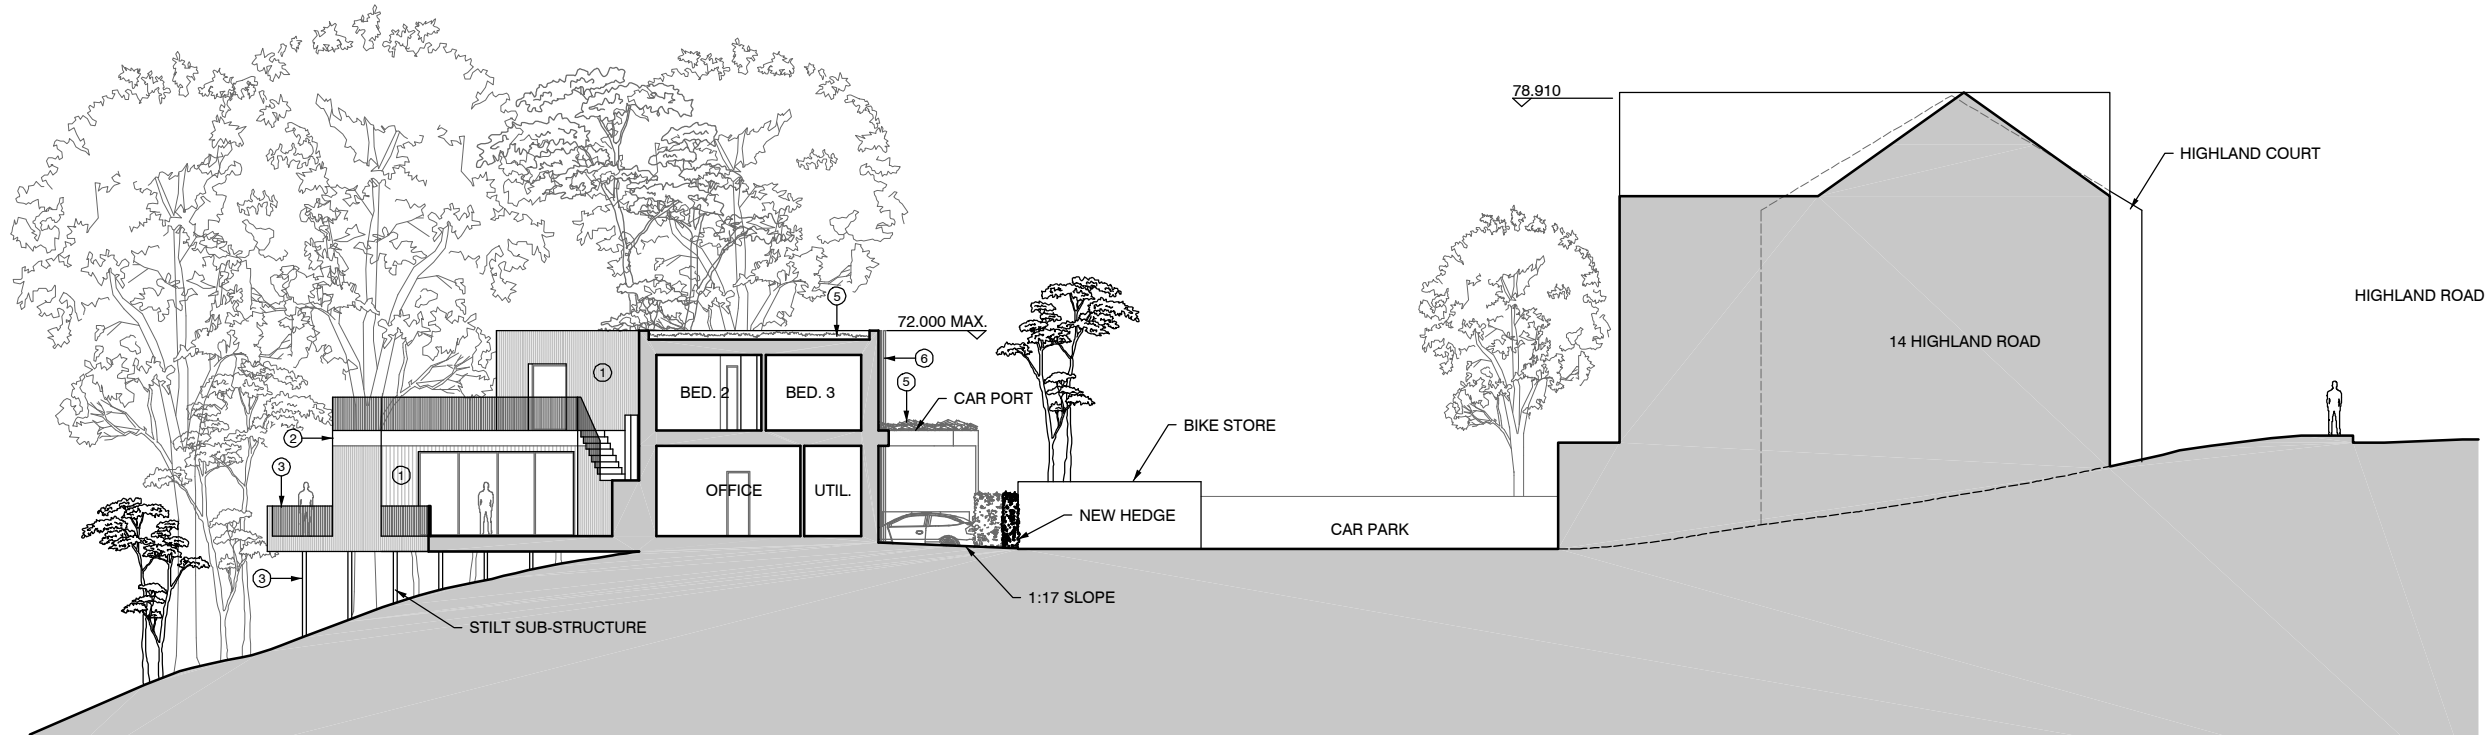 78.910
HIGHLAND COURT
5
HIGHLAND ROAD
72.000 MAX.
14 HIGHLAND ROAD
6
1
5
BED. 2
BED. 3
CAR PORT
2
BIKE STORE
3
1
OFFICE
UTIL.
NEW HEDGE
CAR PARK
3
1:17 SLOPE
STILT SUB-STRUCTURE